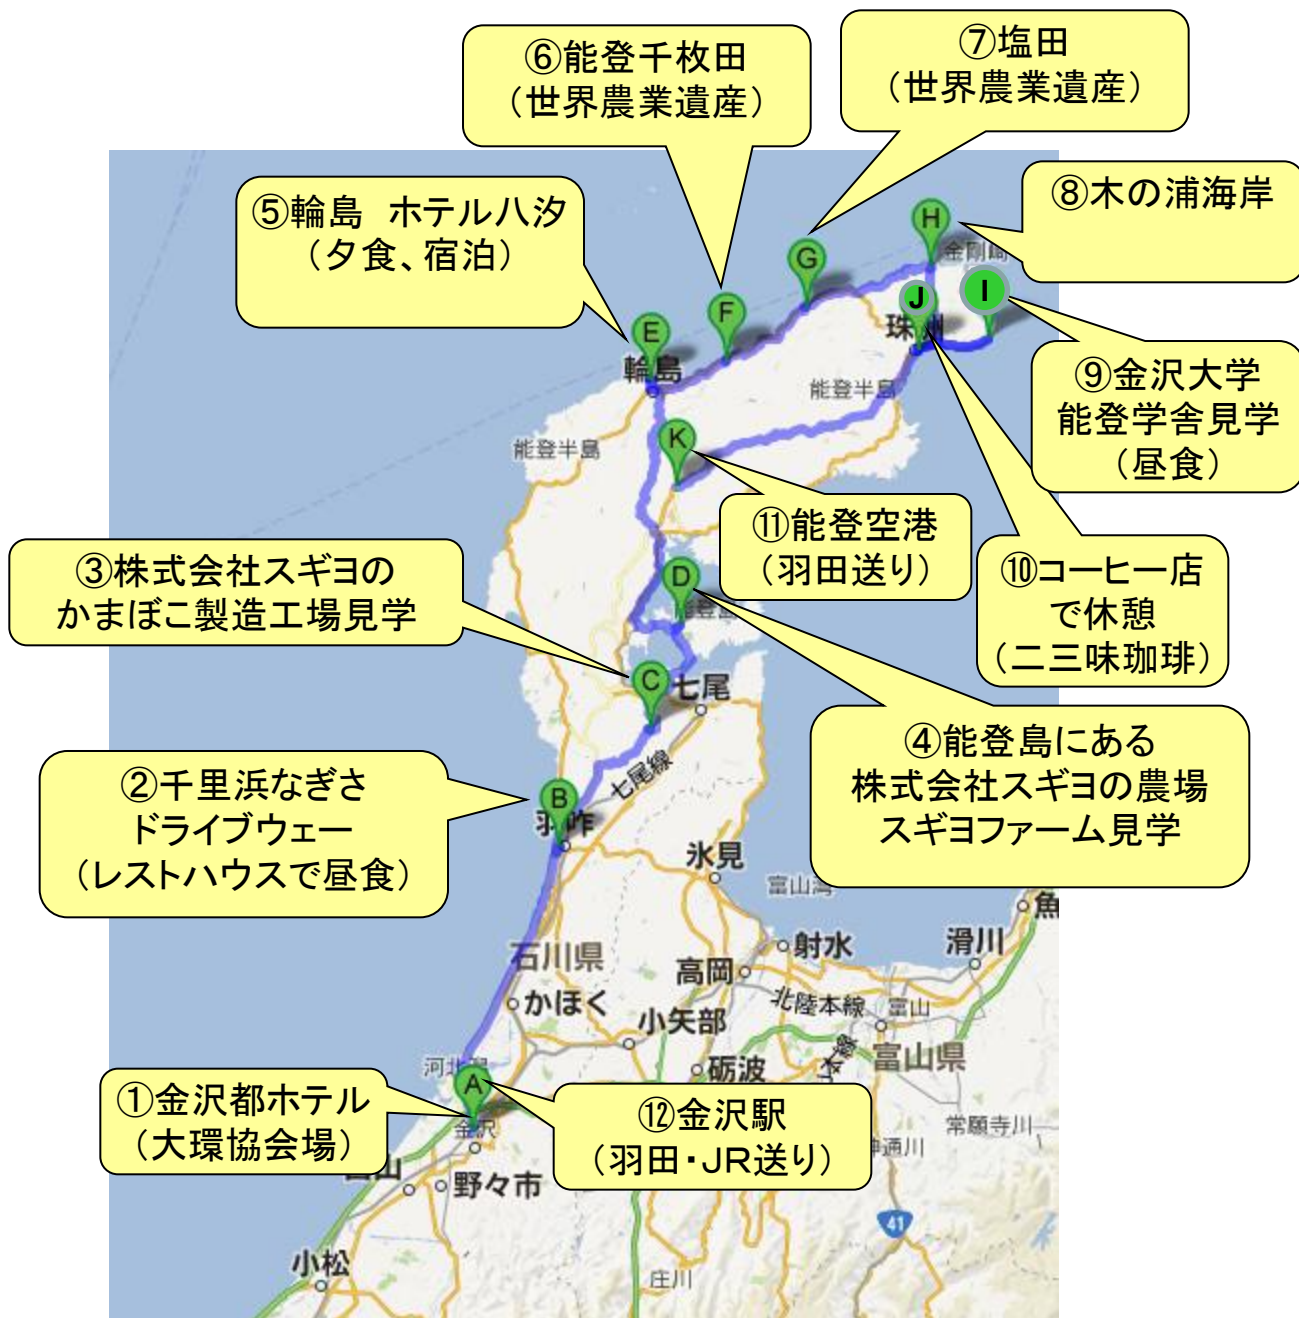 ⑥能登千枚田
（世界農業遺産）
⑦塩田
（世界農業遺産）
⑤輪島　ホテル八汐
（夕食、宿泊）
⑧木の浦海岸
H
金剛崎
G
J
I
珠洲
F
E
輪島
能登半島
⑨金沢大学
能登学舎見学
（昼食）
能登半島
K
⑪能登空港
（羽田送り）
③株式会社スギヨの
かまぼこ製造工場見学
⑩コーヒー店
で休憩
（二三味珈琲）
D
能登島
C
七尾
④能登島にある
株式会社スギヨの農場
スギヨファーム見学
②千里浜なぎさ
ドライブウェー
（レストハウスで昼食）
七尾線
B
羽咋
氷見
富山湾
魚
石川県
射水
滑川
高岡
かほく
北陸本線
富山
小矢部
富山県
砺波
河北潟
A
①金沢都ホテル
（大環協会場）
⑫金沢駅
（羽田・JR送り）
金沢
常願寺川
神通川
野々市
41
小松
庄川